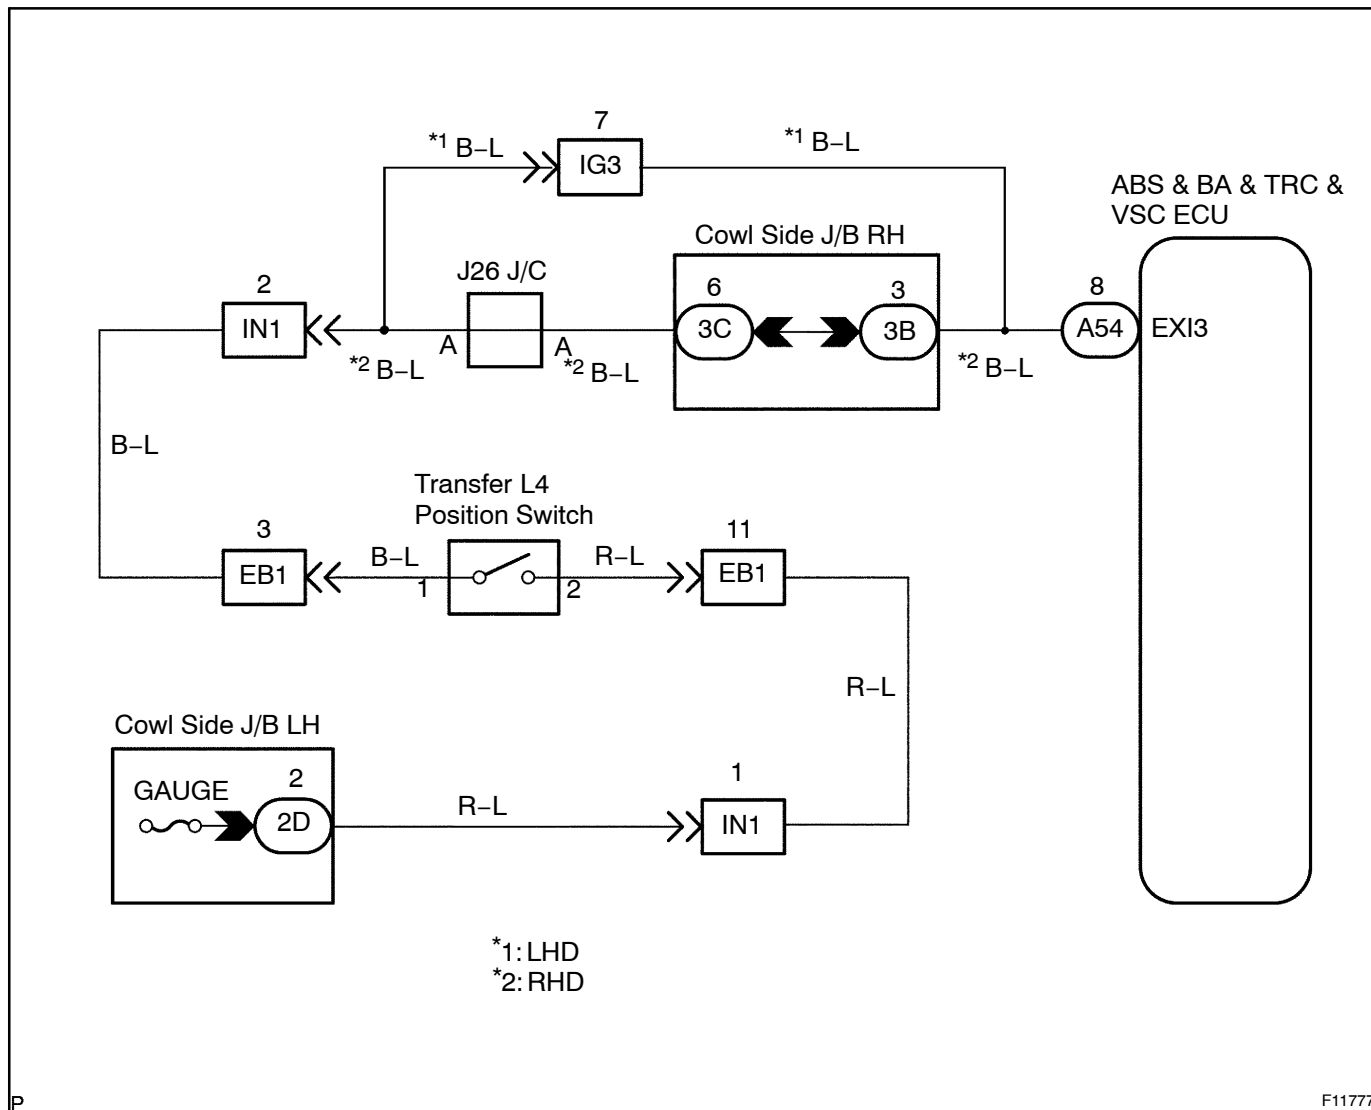 7
*1 B–L
IG3
*1 B–L
ABS & BA & TRC &
VSC ECU
Cowl Side J/B RH
J26 J/C
2
6
3
8
IN1
A
A
3C
3B
A54
EXI3
*2 B–L
*2 B–L
*2 B–L
B–L
Transfer L4
Position Switch
3
11
EB1
B–L
1
2
R–L
EB1
R–L
Cowl Side J/B LH
GAUGE
2
2D
R–L
1
IN1
*1: LHD
*2: RHD
P
F11777